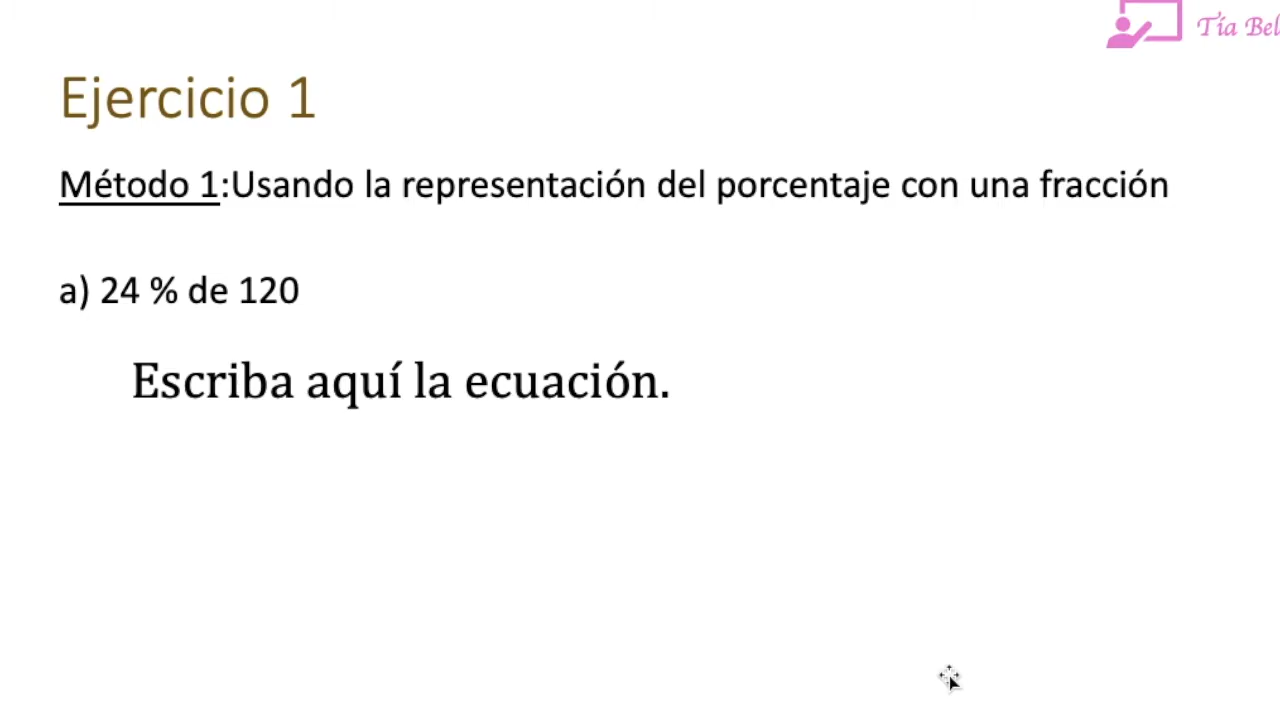 Tía Bel
Ejercicio 1
Método 1:Usando la representación del porcentaje con una fracción
a) 24 % de 120
Escriba aquí la ecuación.